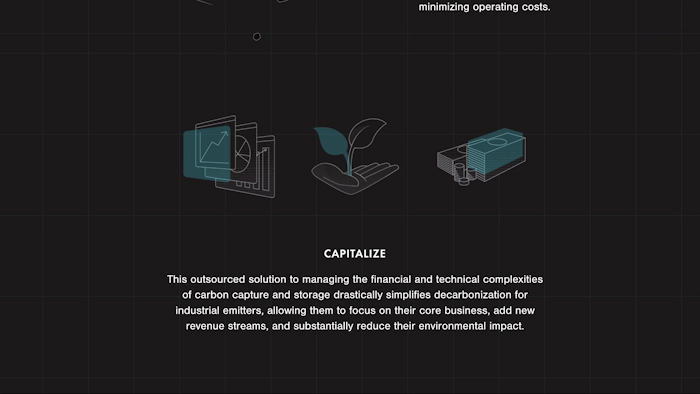 minimizing operating costs.
CAPITALIZE
This outsourced solution to managing the financial and technical complexities
of carbon capture and storage drastically simplifies decarbonization for
industrial emitters, allowing them to focus on their core business, add new
revenue streams, and substantially reduce their environmental impact.